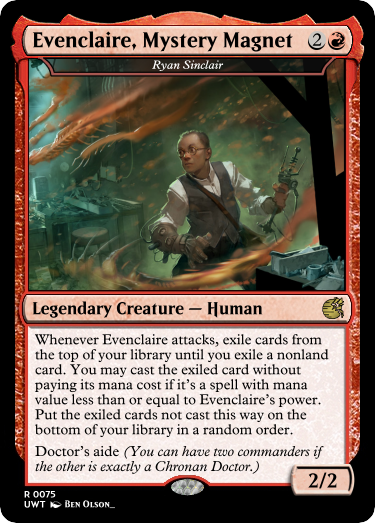 Evenclaire, Mystery Magnet 2
Ryan Sinclair
Legendary Creature — Human
Whenever Evenclaire attacks, exile cards from
the top of your library until you exile a nonland
card. You may cast the exiled card without
paying its mana cost if it's a spell with mana
value less than or equal to Evenclaire's power.
Put the exiled cards not cast this way on the
bottom of your library in a random order.
Doctor's aide (You can have two commanders if
the other is exactly a Chronan Doctor.)
2/2
R 0075
UWT Ben Olson_